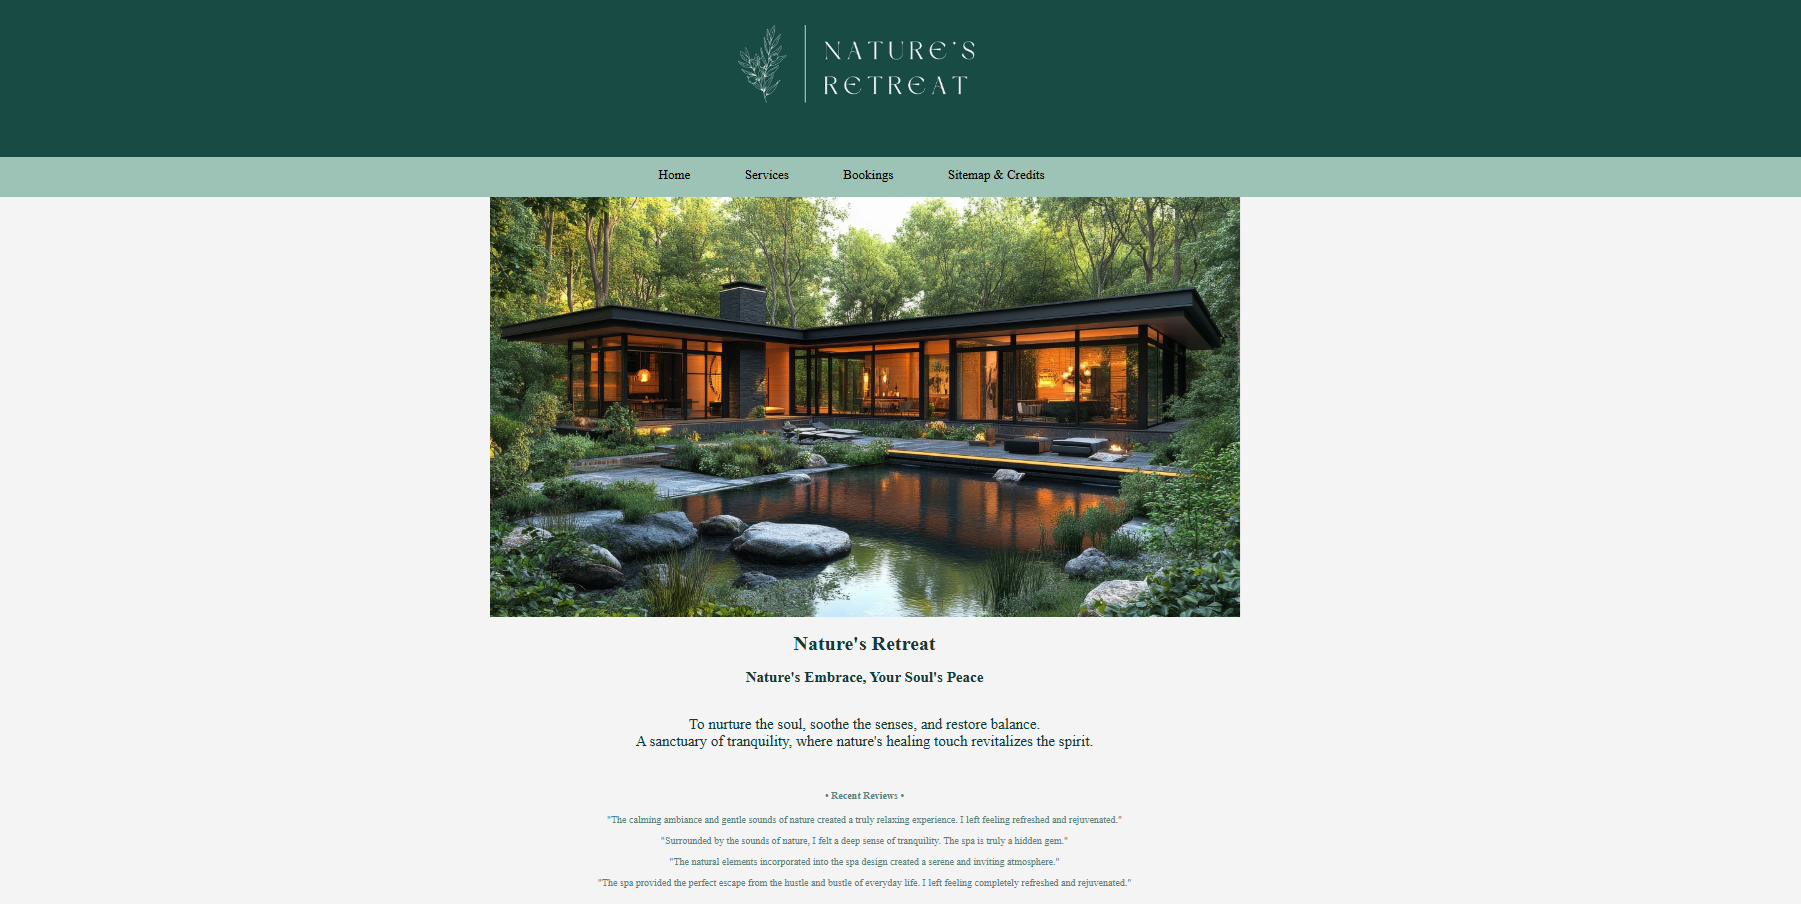 NATURE'S
RETREAT
Home Services Bookings Sitemap & Credits
Nature's Retreat
Nature's Embrace, Your Soul's Peace
To nurture the soul, soothe the senses, and restore balance.
A sanctuary of tranquility, where nature's healing touch revitalizes the spirit.
• Recent Reviews •
"The calming ambiance and gentle sounds of nature created a truly relaxing experience. I left feeling refreshed and rejuvenated."
"Surrounded by the sounds of nature, I felt a deep sense of tranquility. The spa is truly a hidden gem."
"The natural elements incorporated into the spa design created a serene and inviting atmosphere."
"The spa provided the perfect escape from the hustle and bustle of everyday life. I left feeling completely refreshed and rejuvenated."